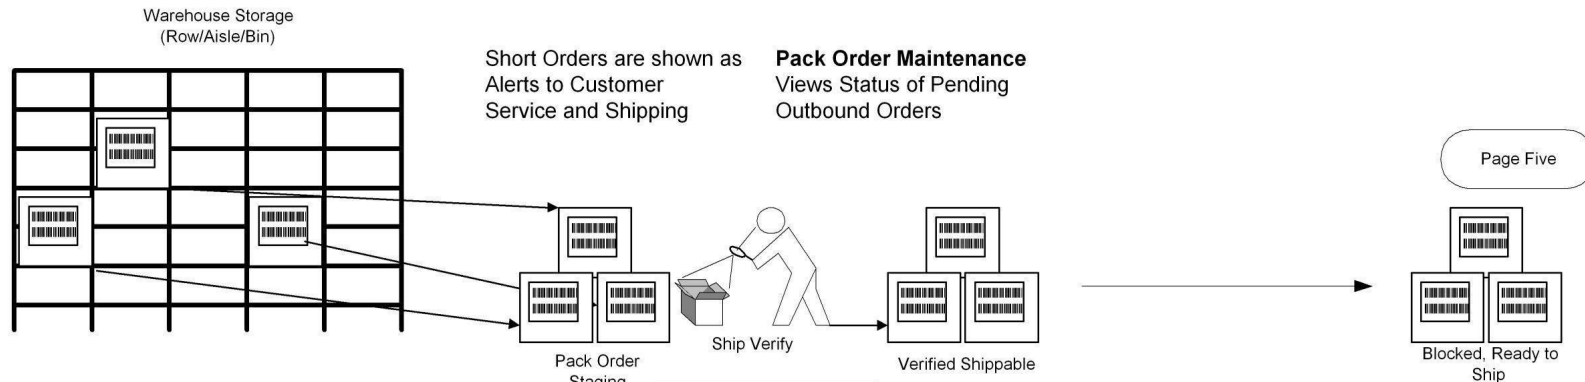 Warehouse Storage
(Row/Aisle/Bin)
Short Orders are shown as
Alerts to Customer
Service and Shipping
Pack Order Maintenance
Views Status of Pending
Outbound Orders
Page Five
Ship Verify
Pack Order
Staging
Verified Shippable
Blocked, Ready to
Ship